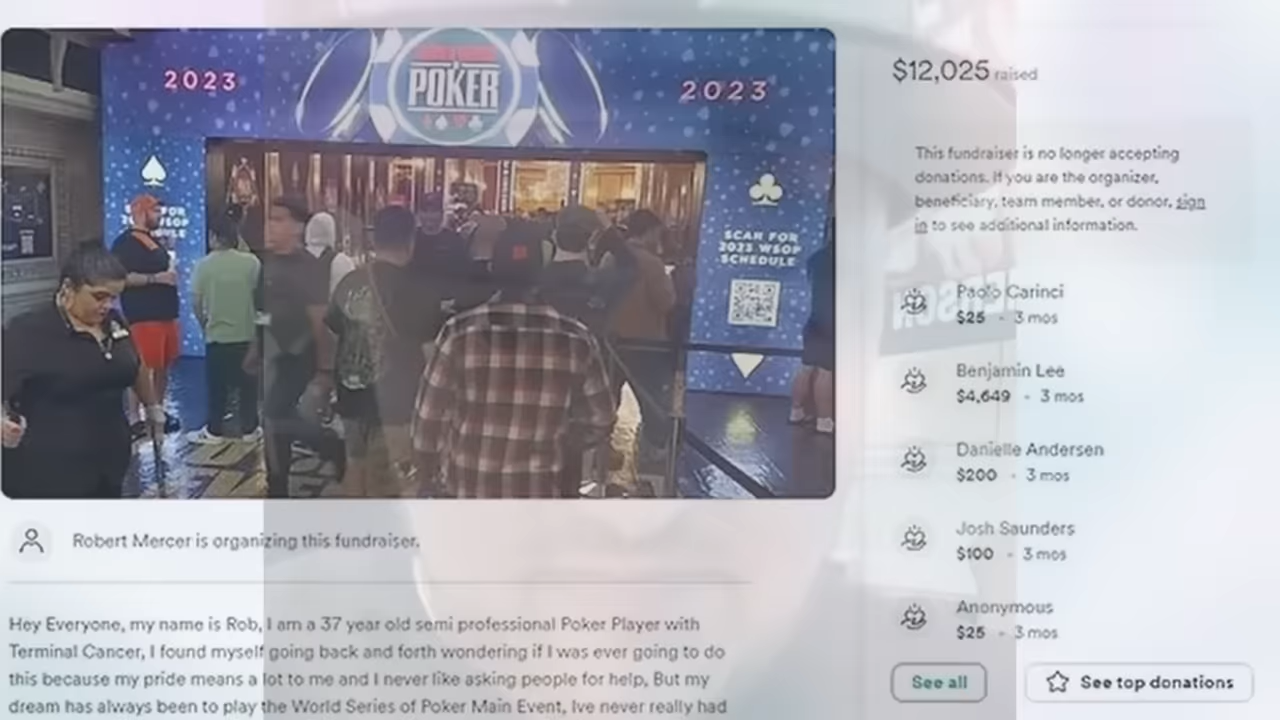 2023
POKER
2023
SCAN FOR
2023 WSOP
SCHEDULE
$12,025 raised
This fundraiser is no longer accepting
donations. If you are the organizer,
beneficiary, team member, or donor, sign
in to see additional information.
Paolo Carinci
$25 • 3 mos
Benjamin Lee
$4,649 • 3 mos
Danielle Andersen
$200 • 3 mos
Josh Saunders
$100 • 3 mos
Anonymous
$25 • 3 mos
See all
See top donations
Robert Mercer is organizing this fundraiser.
Hey Everyone, my name is Rob, I am a 37 year old semi professional Poker Player with
Terminal Cancer, I found myself going back and forth wondering if I was ever going to do
this because my pride means a lot to me and I never like asking people for help, But my
dream has always been to play the World Series of Poker Main Event, Ive never really had